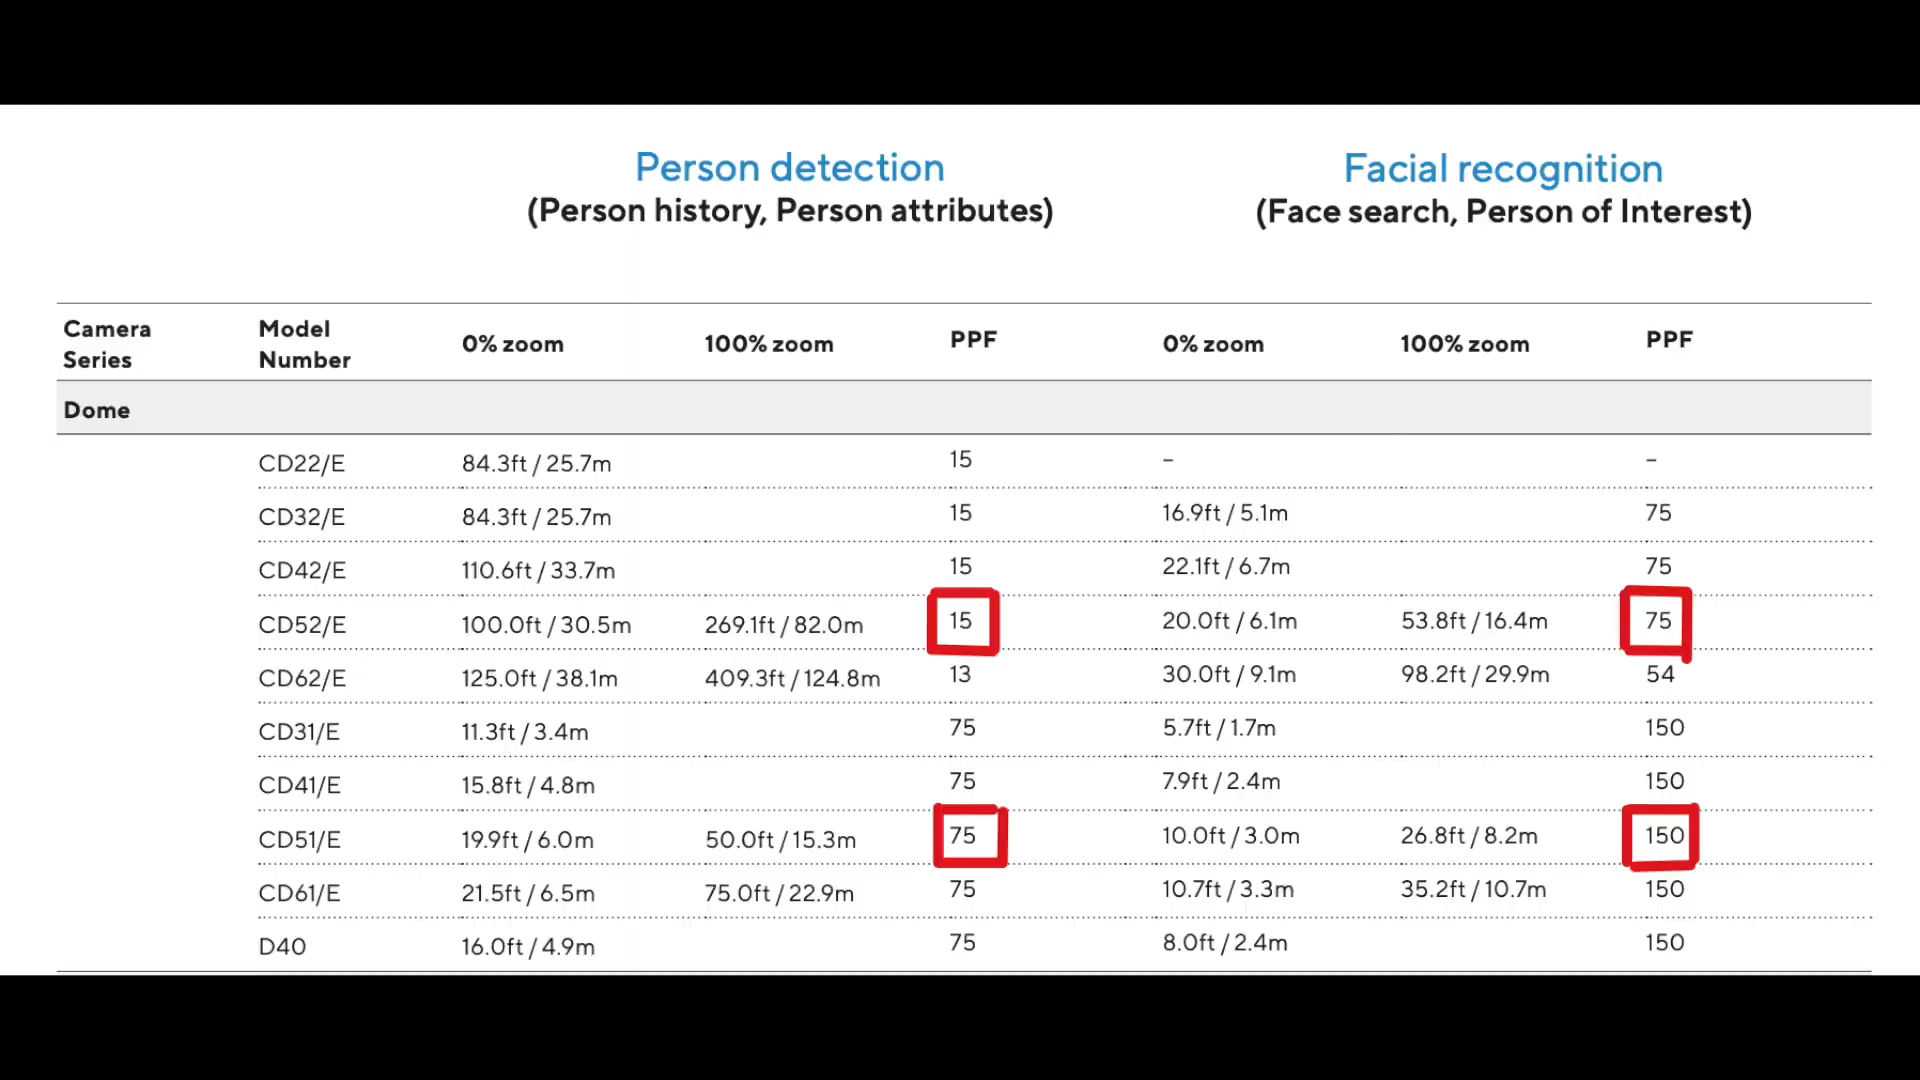 Person detection
(Person history, Person attributes)
Facial recognition
(Face search, Person of Interest)
Camera Series Model Number 0% zoom 100% zoom PPF 0% zoom 100% zoom PPF
Dome
CD22/E 84.3ft / 25.7m 15 – –
CD32/E 84.3ft / 25.7m 15 16.9ft / 5.1m 75
CD42/E 110.6ft / 33.7m 15 22.1ft / 6.7m 75
CD52/E 100.0ft / 30.5m 269.1ft / 82.0m 15 20.0ft / 6.1m 53.8ft / 16.4m 75
CD62/E 125.0ft / 38.1m 409.3ft / 124.8m 13 30.0ft / 9.1m 98.2ft / 29.9m 54
CD31/E 11.3ft / 3.4m 75 5.7ft / 1.7m 150
CD41/E 15.8ft / 4.8m 75 7.9ft / 2.4m 150
CD51/E 19.9ft / 6.0m 50.0ft / 15.3m 75 10.0ft / 3.0m 26.8ft / 8.2m 150
CD61/E 21.5ft / 6.5m 75.0ft / 22.9m 75 10.7ft / 3.3m 35.2ft / 10.7m 150
D40 16.0ft / 4.9m 75 8.0ft / 2.4m 150